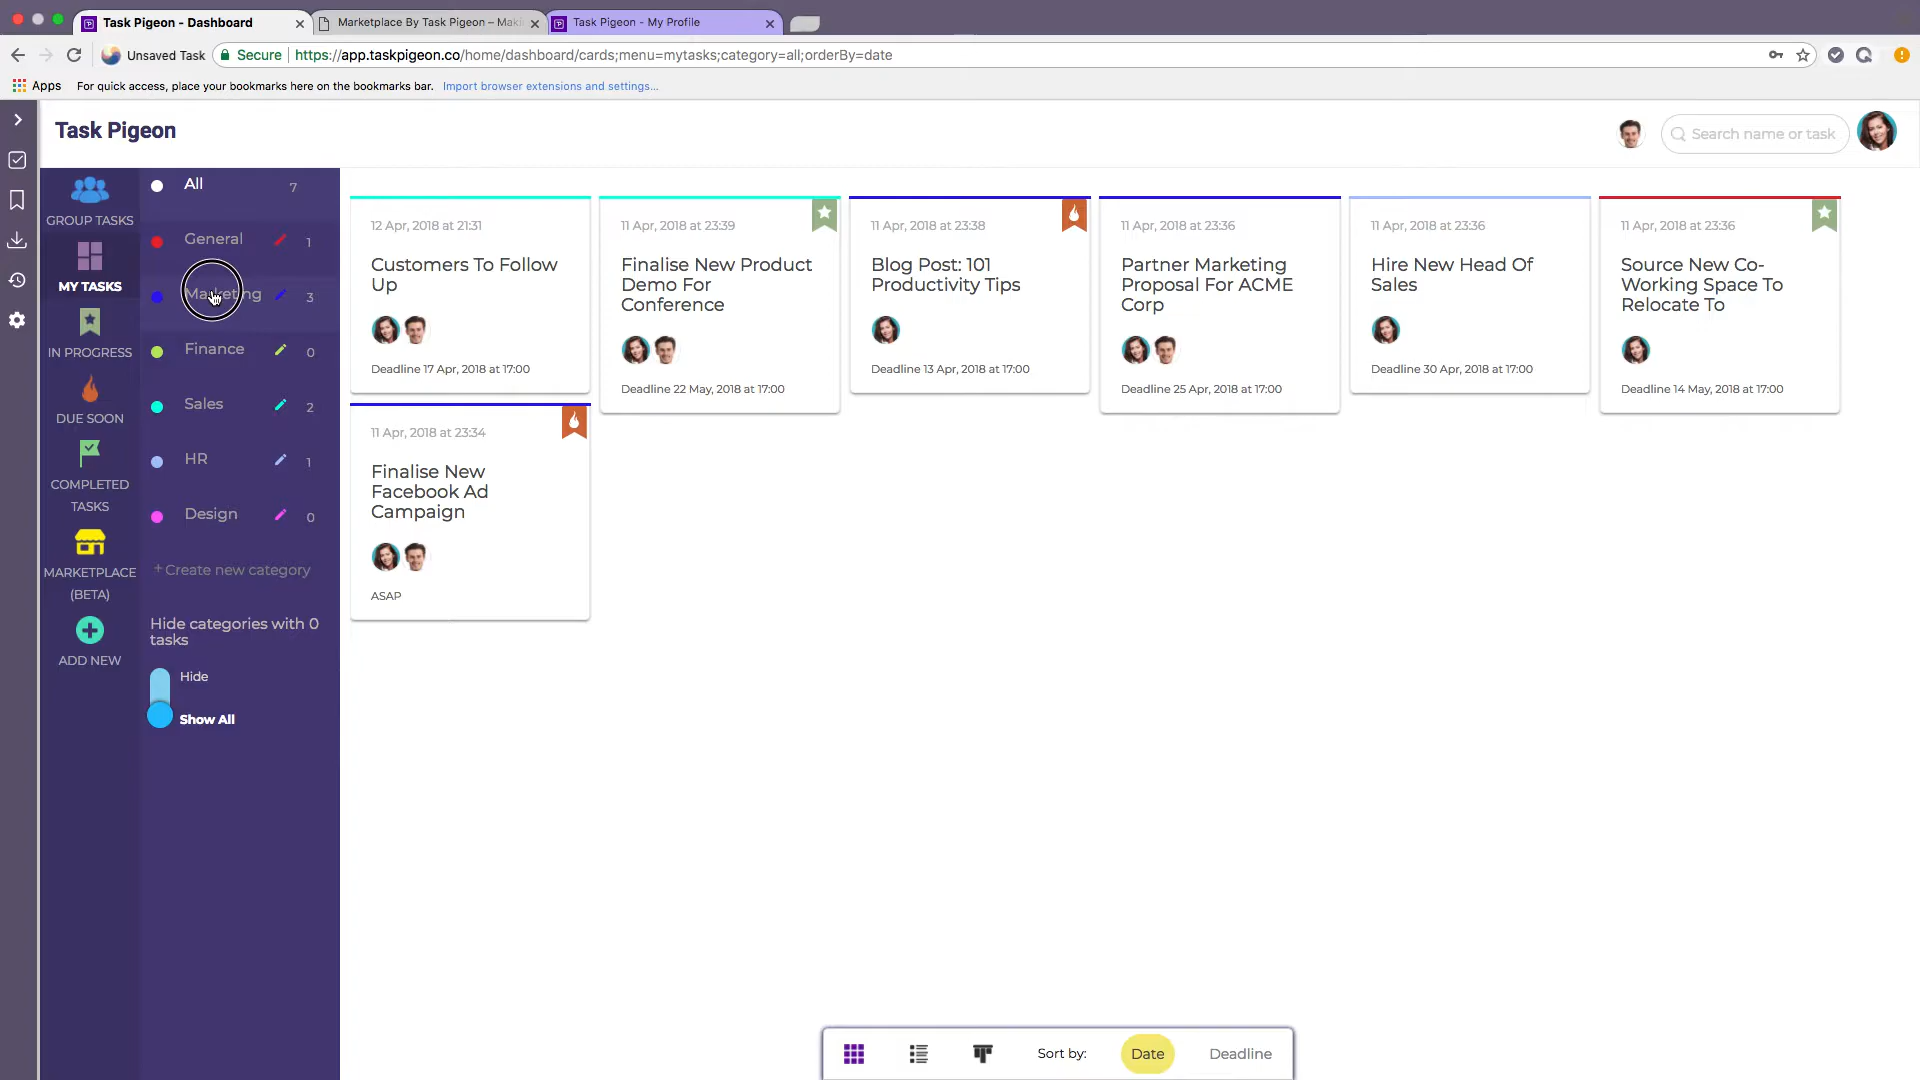 Task Pigeon - Dashboard
Marketplace By Task Pigeon – Maki
Task Pigeon - My Profile
Unsaved Task
Secure
https://app.taskpigeon.co/home/dashboard/cards;menu=mytasks;category=all;orderBy=date
Apps
For quick access, place your bookmarks here on the bookmarks bar.
Import browser extensions and settings...
Task Pigeon
Search name or task
GROUP TASKS
MY TASKS
IN PROGRESS
DUE SOON
COMPLETED
TASKS
MARKETPLACE
(BETA)
ADD NEW
All 7
General 1
Marketing 3
Finance 0
Sales 2
HR 1
Design 0
+ Create new category
Hide categories with 0
tasks
Hide
Show All
12 Apr, 2018 at 21:31
Customers To Follow
Up
Deadline 17 Apr, 2018 at 17:00
11 Apr, 2018 at 23:39
Finalise New Product
Demo For
Conference
Deadline 22 May, 2018 at 17:00
11 Apr, 2018 at 23:38
Blog Post: 101
Productivity Tips
Deadline 13 Apr, 2018 at 17:00
11 Apr, 2018 at 23:36
Partner Marketing
Proposal For ACME
Corp
Deadline 25 Apr, 2018 at 17:00
11 Apr, 2018 at 23:36
Hire New Head Of
Sales
Deadline 30 Apr, 2018 at 17:00
11 Apr, 2018 at 23:36
Source New Co-
Working Space To
Relocate To
Deadline 14 May, 2018 at 17:00
11 Apr, 2018 at 23:34
Finalise New
Facebook Ad
Campaign
ASAP
Sort by:
Date
Deadline